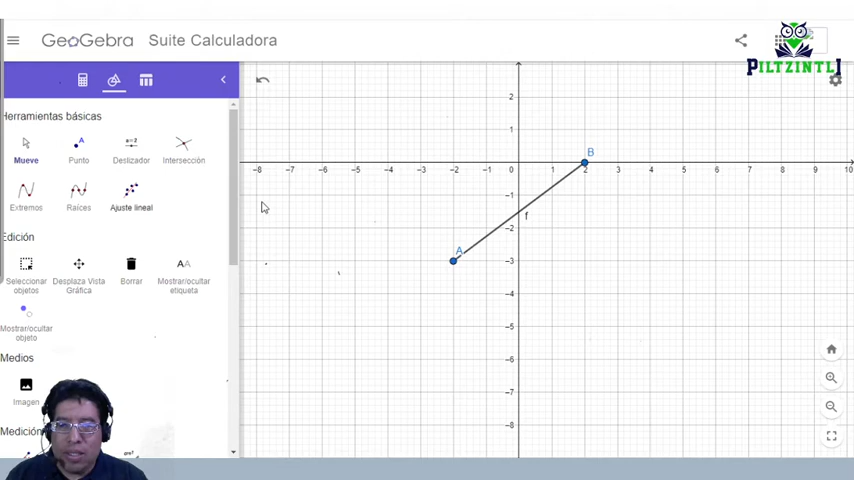 GeoGebra Suite Calculadora
PILTZINTLI
Herramientas básicas
A
a=2
Mueve Punto Deslizador Intersección
Extremos Raíces Ajuste lineal
Edición
AA
Seleccionar objetos
Desplaza Vista Gráfica
Borrar
Mostrar/ocultar etiqueta
Mostrar/ocultar objeto
Medios
Imagen
Medición
cm²
2
1
B
-8 -7 -6 -5 -4 -3 -2 -1 0 1 2 3 4 5 6 7 8 9 10
-1
f
-2
A
-3
-4
-5
-6
-7
-8